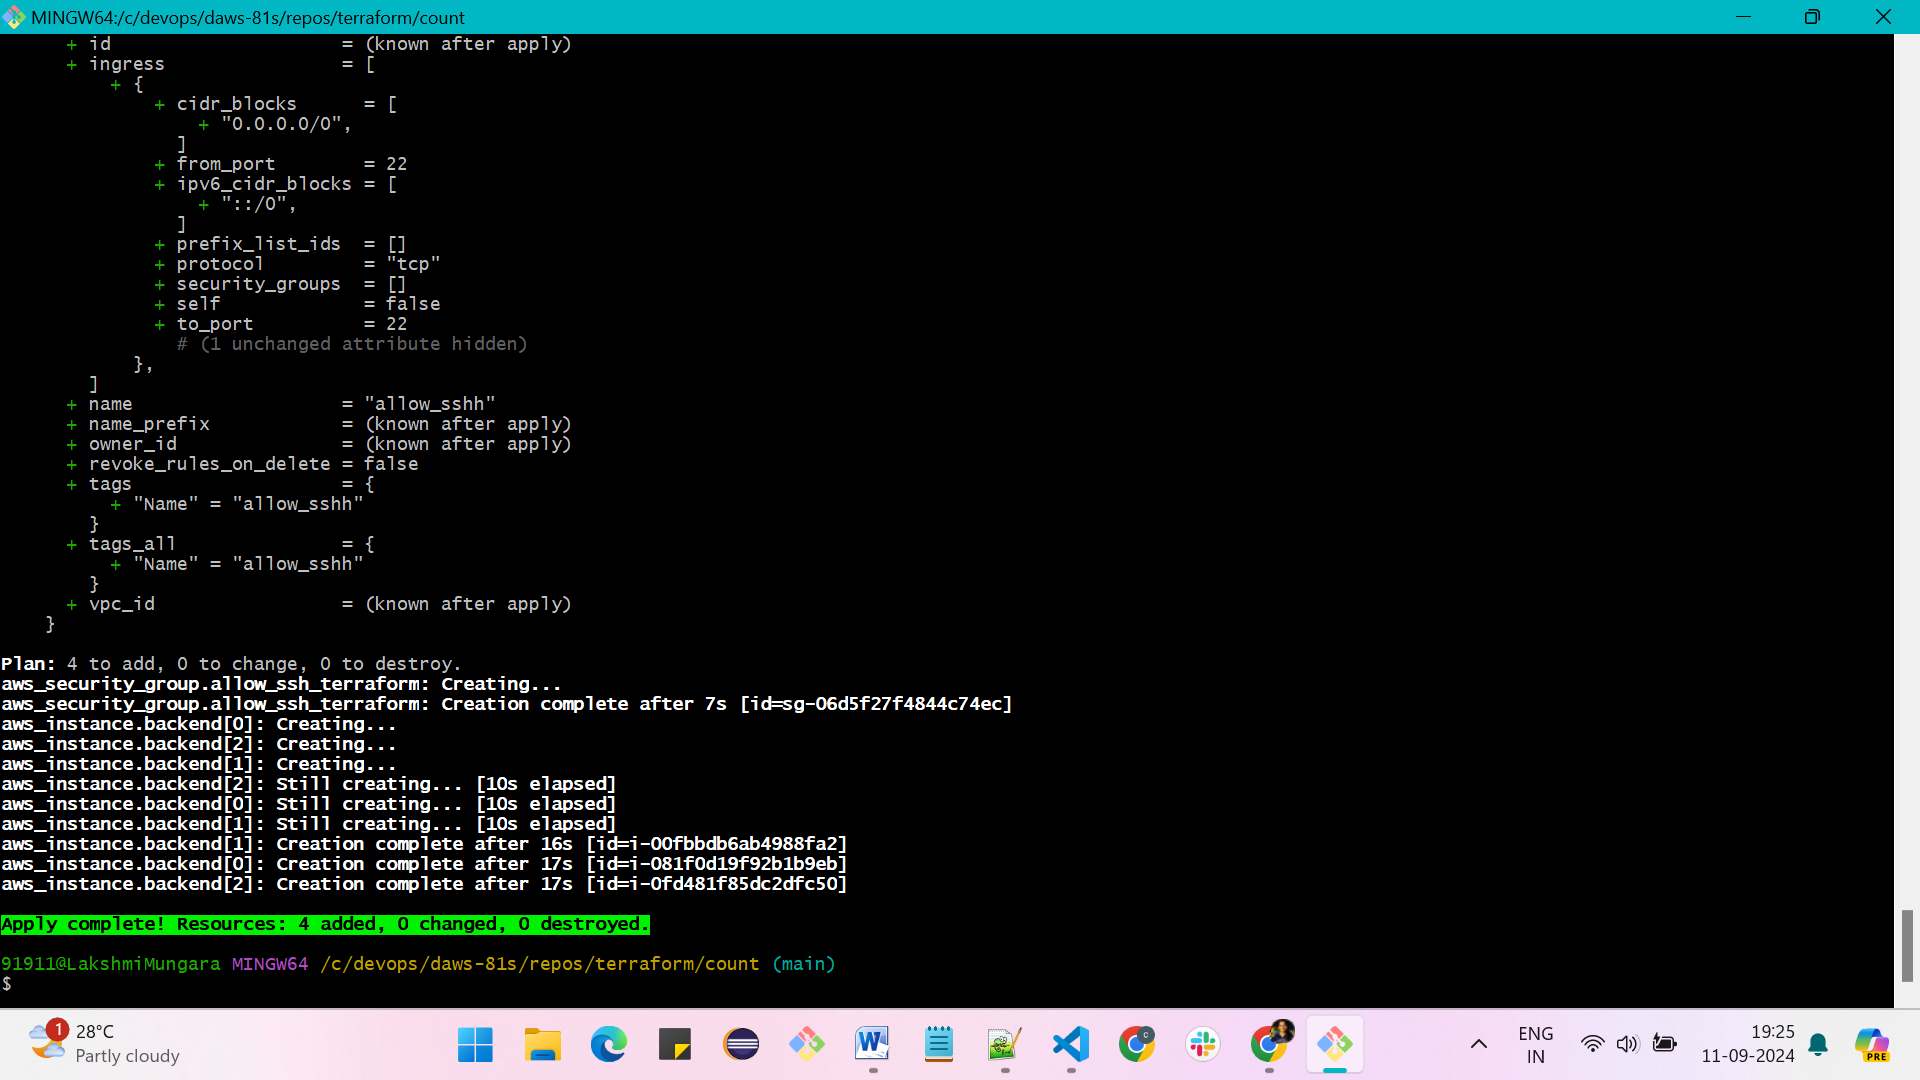 MINGW64:/c/devops/daws-81s/repos/terraform/count
+ id = (known after apply)
+ ingress = [
+ {
+ cidr_blocks = [
+ "0.0.0.0/0",
]
+ from_port = 22
+ ipv6_cidr_blocks = [
+ "::/0",
]
+ prefix_list_ids = []
+ protocol = "tcp"
+ security_groups = []
+ self = false
+ to_port = 22
# (1 unchanged attribute hidden)
},
]
+ name = "allow_sshh"
+ name_prefix = (known after apply)
+ owner_id = (known after apply)
+ revoke_rules_on_delete = false
+ tags = {
+ "Name" = "allow_sshh"
}
+ tags_all = {
+ "Name" = "allow_sshh"
}
+ vpc_id = (known after apply)
}
Plan: 4 to add, 0 to change, 0 to destroy.
aws_security_group.allow_ssh_terraform: Creating...
aws_security_group.allow_ssh_terraform: Creation complete after 7s [id=sg-06d5f27f4844c74ec]
aws_instance.backend[0]: Creating...
aws_instance.backend[2]: Creating...
aws_instance.backend[1]: Creating...
aws_instance.backend[2]: Still creating... [10s elapsed]
aws_instance.backend[0]: Still creating... [10s elapsed]
aws_instance.backend[1]: Still creating... [10s elapsed]
aws_instance.backend[1]: Creation complete after 16s [id=i-00fbbdb6ab4988fa2]
aws_instance.backend[0]: Creation complete after 17s [id=i-081f0d19f92b1b9eb]
aws_instance.backend[2]: Creation complete after 17s [id=i-0fd481f85dc2dfc50]
Apply complete! Resources: 4 added, 0 changed, 0 destroyed.
91911@LakshmiMungara MINGW64 /c/devops/daws-81s/repos/terraform/count (main)
$
1
28°C
Partly cloudy
W
C
ENG
IN
19:25
11-09-2024
PRE